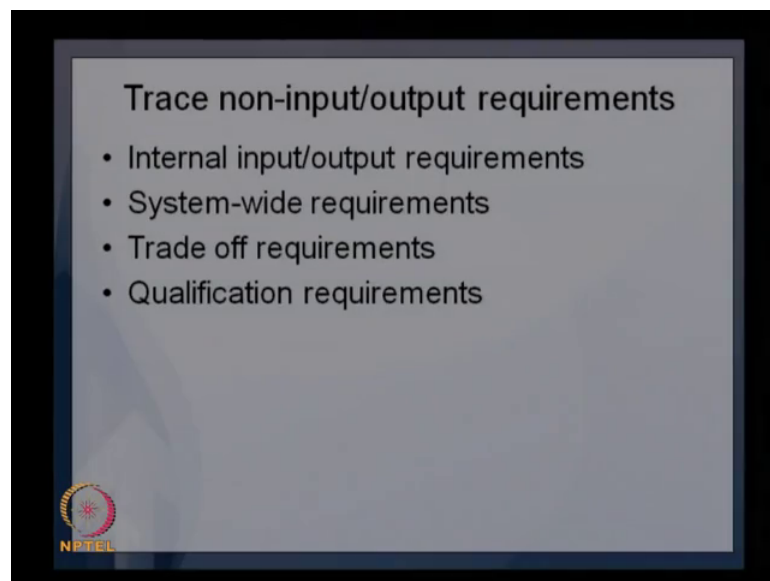 Trace non-input/output requirements
• Internal input/output requirements
• System-wide requirements
• Trade off requirements
• Qualification requirements
NPTEL